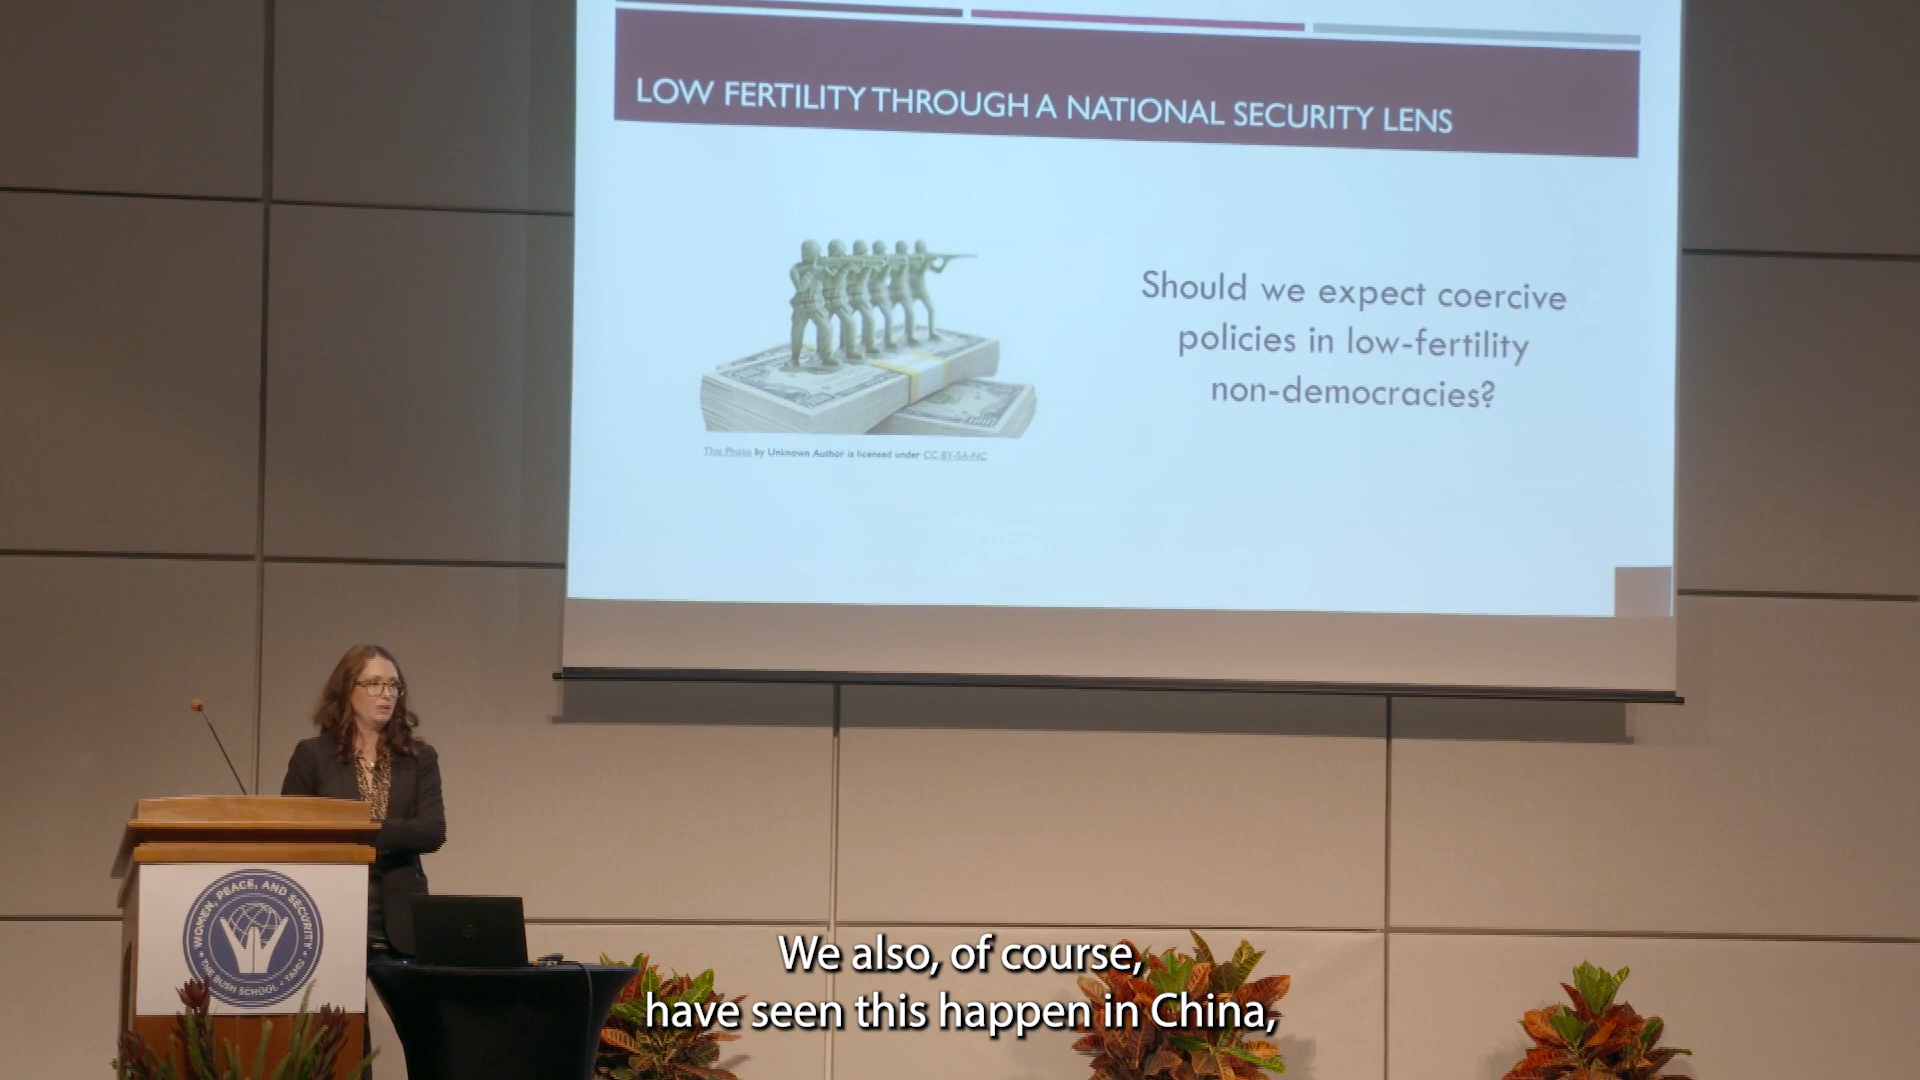 LOW FERTILITY THROUGH A NATIONAL SECURITY LENS
Should we expect coercive
policies in low-fertility
non-democracies?
This Photo by Unknown Author is licensed under CC BY-SA-NC
WOMEN, PEACE, AND SECURITY
THE BUSH SCHOOL • TAMU
We also, of course,
have seen this happen in China,